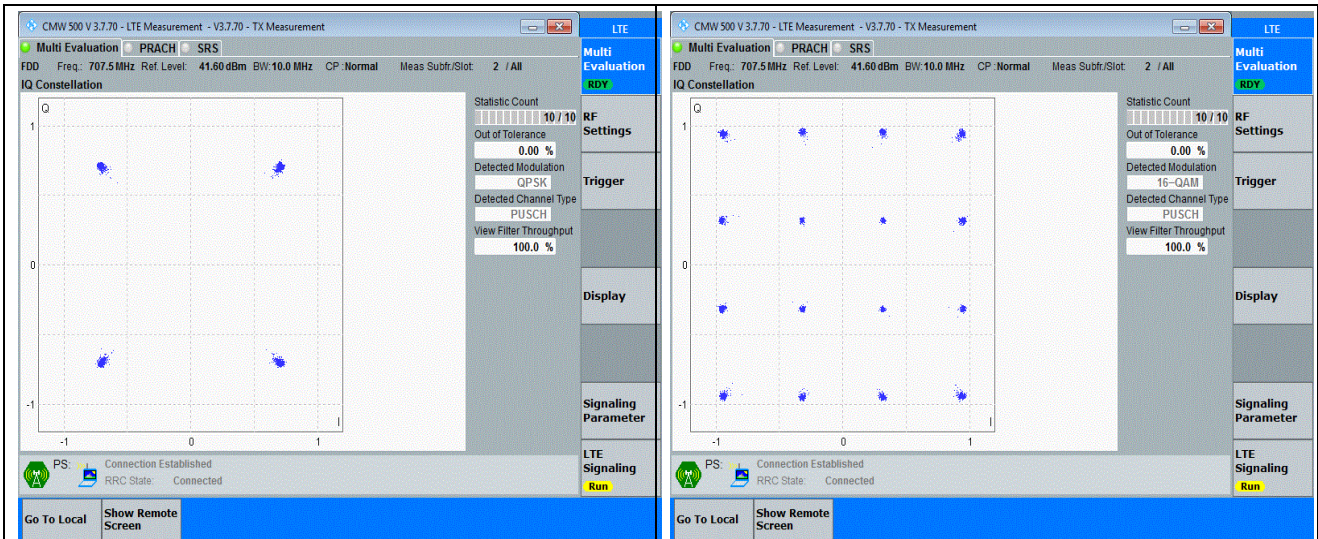 CMW 500 V 3.7.70 - LTE Measurement - V3.7.70 - TX Measurement
LTE
Multi Evaluation PRACH SRS
Multi
Evaluation
RDY
FDD Freq.: 707.5 MHz Ref. Level: 41.60 dBm BW: 10.0 MHz CP : Normal Meas Subfr./Slot: 2 / All
IQ Constellation
Q
1
0
-1
-1
0
1
I
Statistic Count
10 / 10
Out of Tolerance
0.00 %
Detected Modulation
QPSK
Detected Channel Type
PUSCH
View Filter Throughput
100.0 %
RF
Settings
Trigger
Display
Signaling
Parameter
LTE
Signaling
Run
PS:
Connection Established
RRC State: Connected
Go To Local
Show Remote
Screen
CMW 500 V 3.7.70 - LTE Measurement - V3.7.70 - TX Measurement
LTE
Multi Evaluation PRACH SRS
Multi
Evaluation
RDY
FDD Freq.: 707.5 MHz Ref. Level: 41.60 dBm BW: 10.0 MHz CP : Normal Meas Subfr./Slot: 2 / All
IQ Constellation
Q
1
0
-1
-1
0
1
I
Statistic Count
10 / 10
Out of Tolerance
0.00 %
Detected Modulation
16-QAM
Detected Channel Type
PUSCH
View Filter Throughput
100.0 %
RF
Settings
Trigger
Display
Signaling
Parameter
LTE
Signaling
Run
PS:
Connection Established
RRC State: Connected
Go To Local
Show Remote
Screen